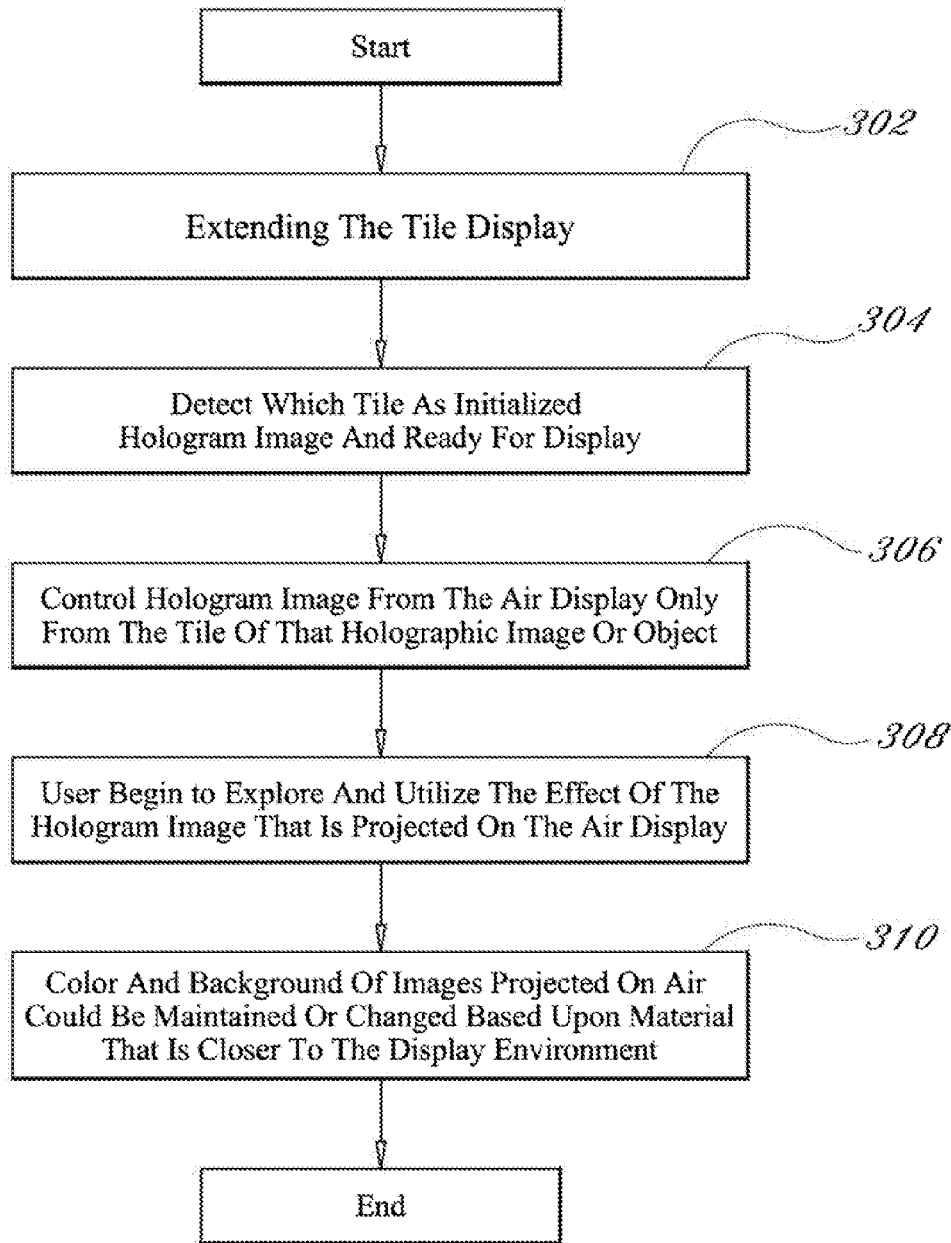 Start
302
Extending The Tile Display
304
Detect Which Tile As Initialized
Hologram Image And Ready For Display
306
Control Hologram Image From The Air Display Only
From The Tile Of That Holographic Image Or Object
308
User Begin to Explore And Utilize The Effect Of The
Hologram Image That Is Projected On The Air Display
310
Color And Background Of Images Projected On Air
Could Be Maintained Or Changed Based Upon Material
That Is Closer To The Display Environment
End